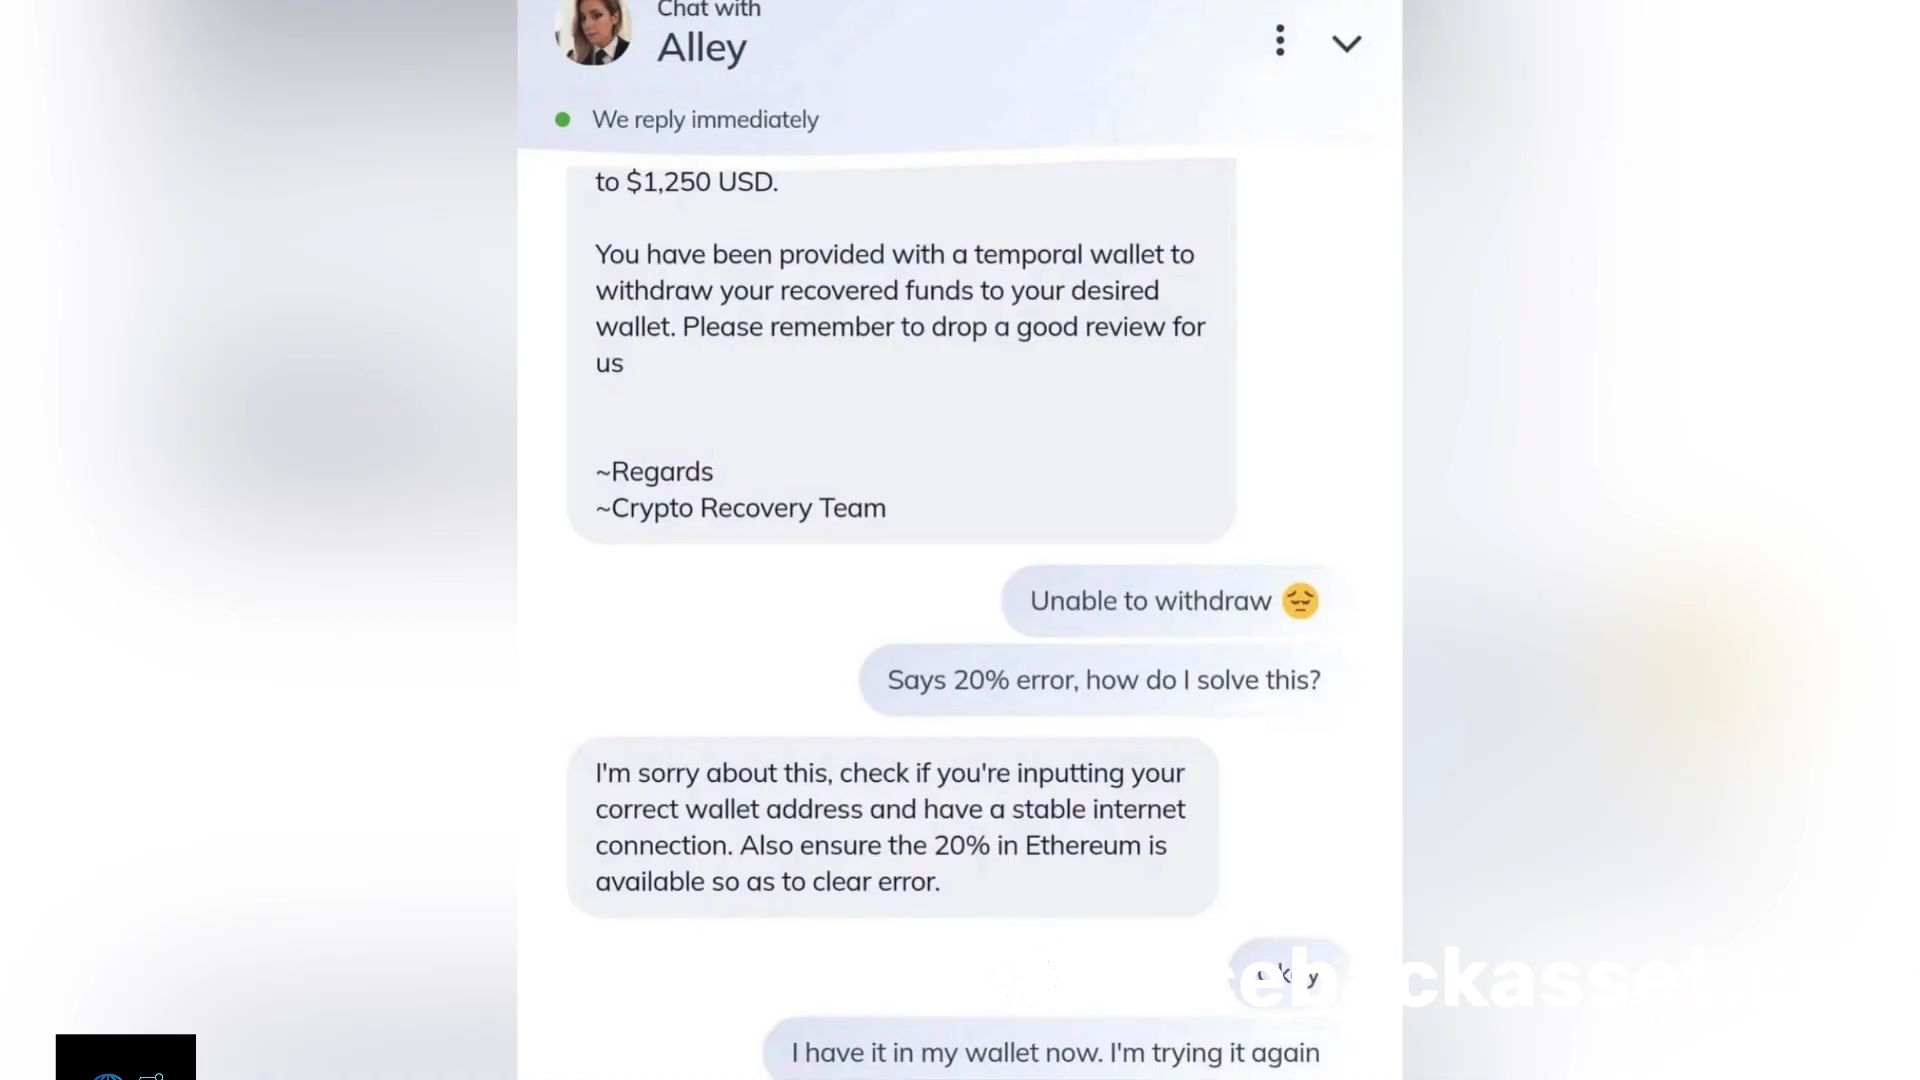 Chat with
Alley
We reply immediately
to $1,250 USD.
You have been provided with a temporal wallet to
withdraw your recovered funds to your desired
wallet. Please remember to drop a good review for
us
~Regards
~Crypto Recovery Team
Unable to withdraw 😔
Says 20% error, how do I solve this?
I'm sorry about this, check if you're inputting your
correct wallet address and have a stable internet
connection. Also ensure the 20% in Ethereum is
available so as to clear error.
I have it in my wallet now. I'm trying it again